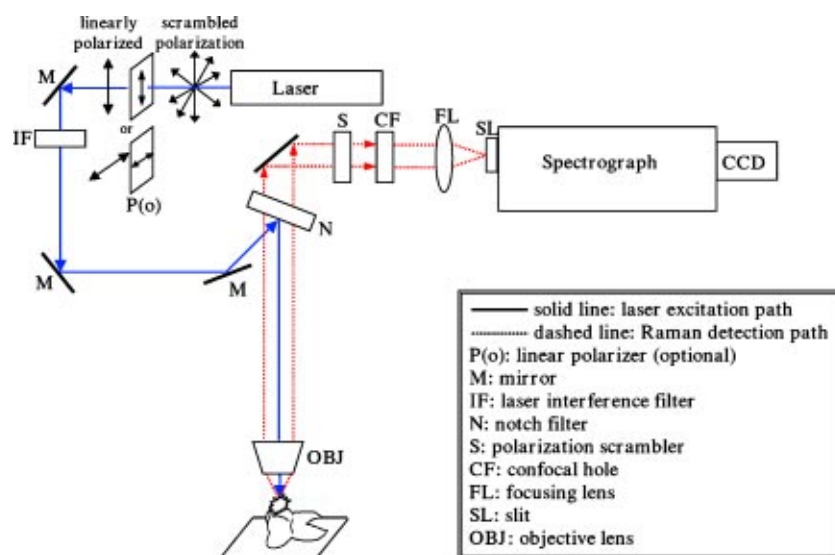 linearly
polarized
scrambled
polarization
M
Laser
or
IF
P(o)
S
CF
FL
SL
Spectrograph
CCD
N
M
M
OBJ
solid line: laser excitation path
dashed line: Raman detection path
P(o): linear polarizer (optional)
M: mirror
IF: laser interference filter
N: notch filter
S: polarization scrambler
CF: confocal hole
FL: focusing lens
SL: slit
OBJ: objective lens